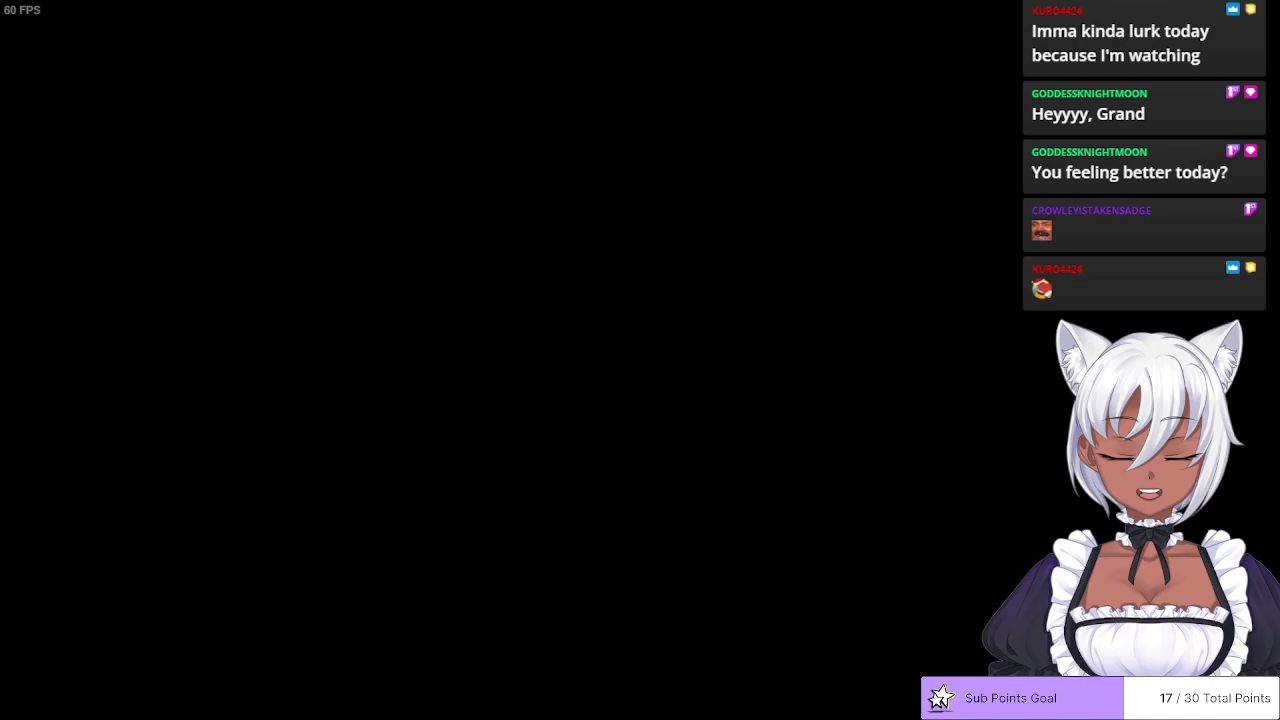 60 FPS
KURO4424
Imma kinda lurk today
because I'm watching
GODDESSKNIGHTMOON
Heyyyy, Grand
GODDESSKNIGHTMOON
You feeling better today?
CROWLEYISTAKENSADGE
KURO4424
Sub Points Goal
17 / 30 Total Points